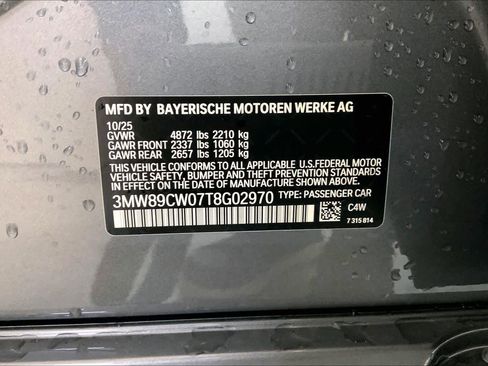 MFD BY BAYERISCHE MOTOREN WERKE AG
10/25
GVWR 4872 lbs 2210 kg
GAWR FRONT 2337 lbs 1060 kg
GAWR REAR 2657 lbs 1205 kg
THIS VEHICLE CONFORMS TO ALL APPLICABLE U.S.FEDERAL MOTOR
VEHICLE SAFETY, BUMPER AND THEFT PREVENTION STANDARDS
IN EFFECT ON THE DATE OF MANUFACTURE SHOWN ABOVE.
3MW89CW07T8G02970 TYPE: PASSENGER CAR
C4W
7 315 814